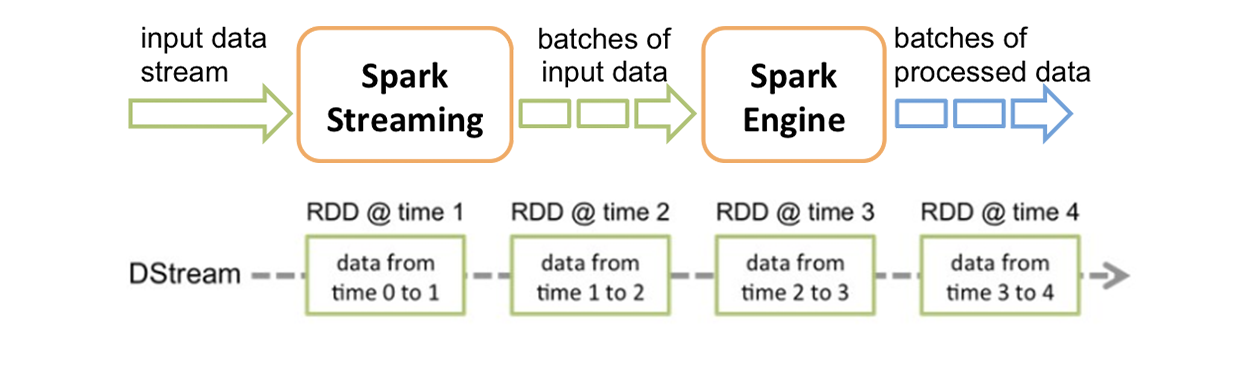 input data
stream
Spark
Streaming
batches of
input data
Spark
Engine
batches of
processed data
RDD @ time 1
RDD @ time 2
RDD @ time 3
RDD @ time 4
DStream
data from
time 0 to 1
data from
time 1 to 2
data from
time 2 to 3
data from
time 3 to 4